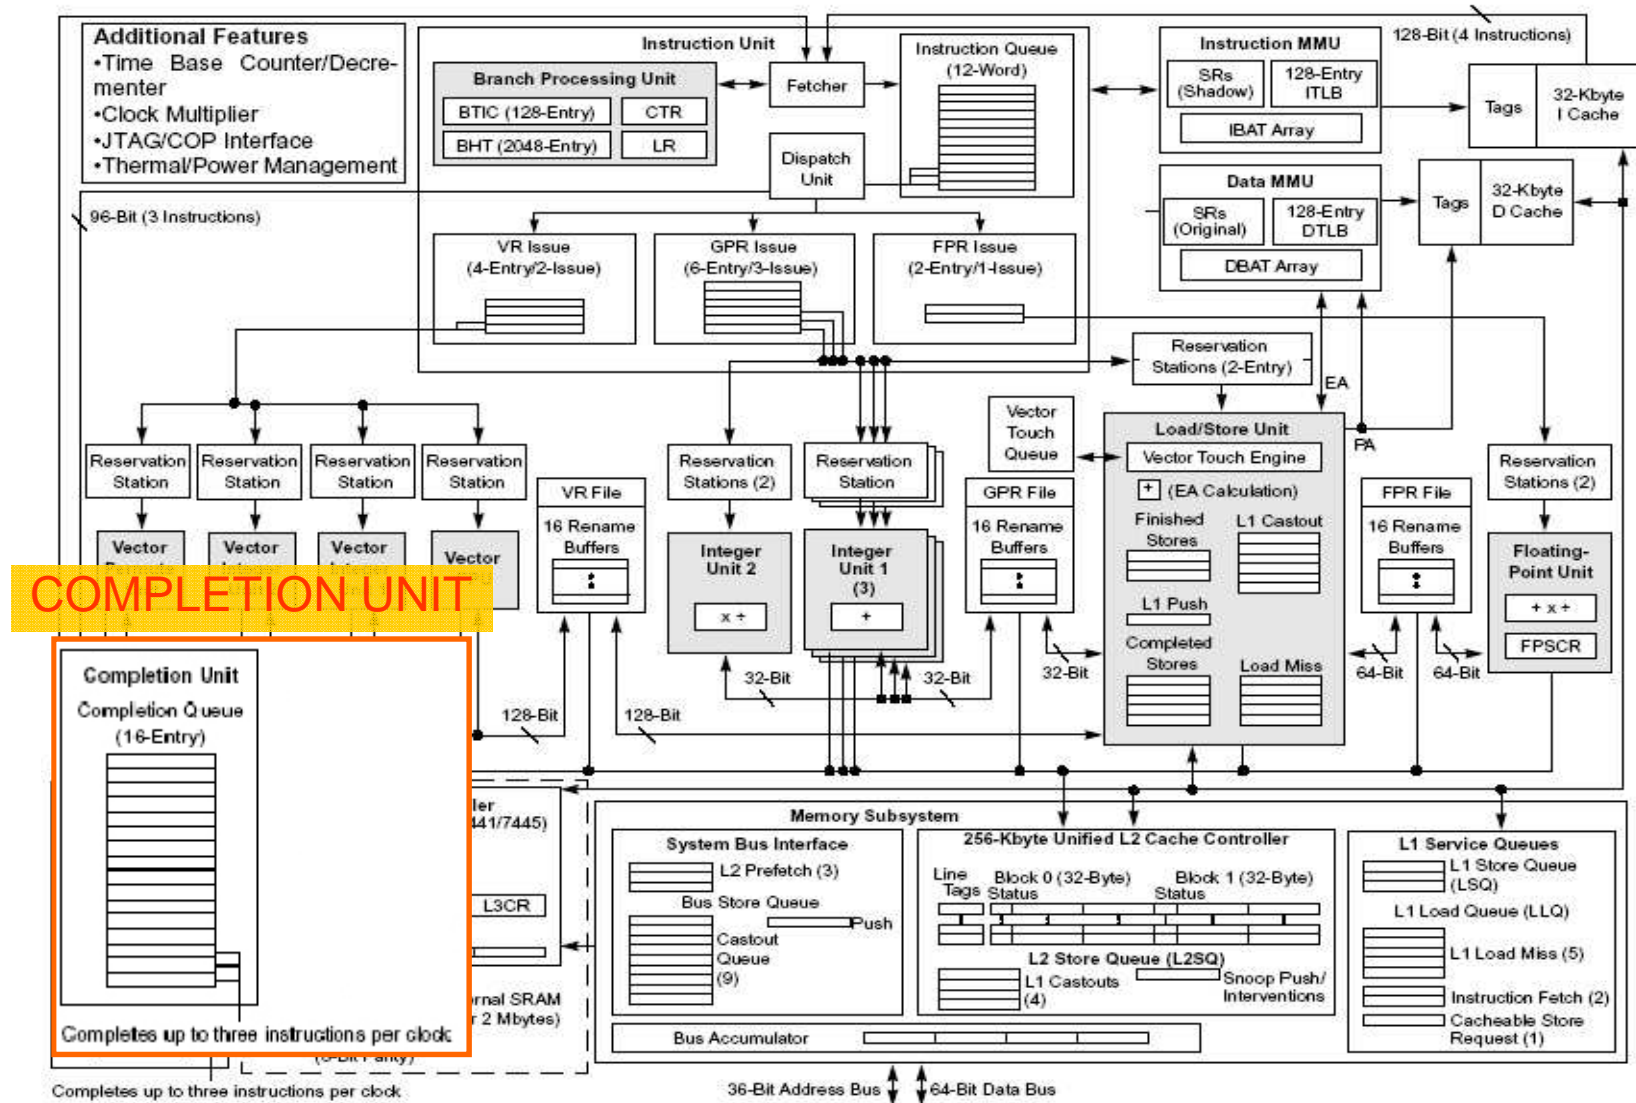 Additional Features
•Time Base Counter/Decre-
menter
•Clock Multiplier
•JTAG/COP Interface
•Thermal/Power Management
96-Bit (3 Instructions)
Instruction Unit
Branch Processing Unit
BTIC (128-Entry)
CTR
BHT (2048-Entry)
LR
Fetcher
Dispatch
Unit
Instruction Queue
(12-Word)
VR Issue
(4-Entry/2-Issue)
GPR Issue
(6-Entry/3-Issue)
FPR Issue
(2-Entry/1-Issue)
Instruction MMU
SRs
(Shadow)
128-Entry
ITLB
IBAT Array
128-Bit (4 Instructions)
Tags
32-Kbyte
I Cache
Data MMU
SRs
(Original)
128-Entry
DTLB
DBAT Array
Tags
32-Kbyte
D Cache
Reservation
Stations (2-Entry)
EA
PA
Reservation
Station
Reservation
Station
Reservation
Station
Reservation
Station
VR File
16 Rename
Buffers
Reservation
Stations (2)
Reservation
Station
Vector
Touch
Queue
GPR File
16 Rename
Buffers
Load/Store Unit
Vector Touch Engine
+ (EA Calculation)
Finished
Stores
L1 Castout
L1 Push
Completed
Stores
Load Miss
FPR File
16 Rename
Buffers
Reservation
Stations (2)
Vector
Vector
Vector
Vector
Integer
Unit 2
x ÷
Integer
Unit 1
(3)
+
Floating-
Point Unit
+ x ÷
FPSCR
COMPLETION UNIT
32-Bit
32-Bit
32-Bit
64-Bit
64-Bit
128-Bit
128-Bit
Completion Unit
Completion Queue
(16-Entry)
Completes up to three instructions per clock
ler
441/7445)
L3CR
rnal SRAM
r 2 Mbytes)
Completes up to three instructions per clock
Memory Subsystem
System Bus Interface
L2 Prefetch (3)
Bus Store Queue
Push
Castout
Queue
(9)
256-Kbyte Unified L2 Cache Controller
Line
Tags
Block 0 (32-Byte)
Status
Block 1 (32-Byte)
Status
L2 Store Queue (L2SQ)
L1 Castouts
(4)
Snoop Push/
Interventions
L1 Service Queues
L1 Store Queue
(LSQ)
L1 Load Queue (LLQ)
L1 Load Miss (5)
Instruction Fetch (2)
Cacheable Store
Request (1)
Bus Accumulator
36-Bit Address Bus
64-Bit Data Bus